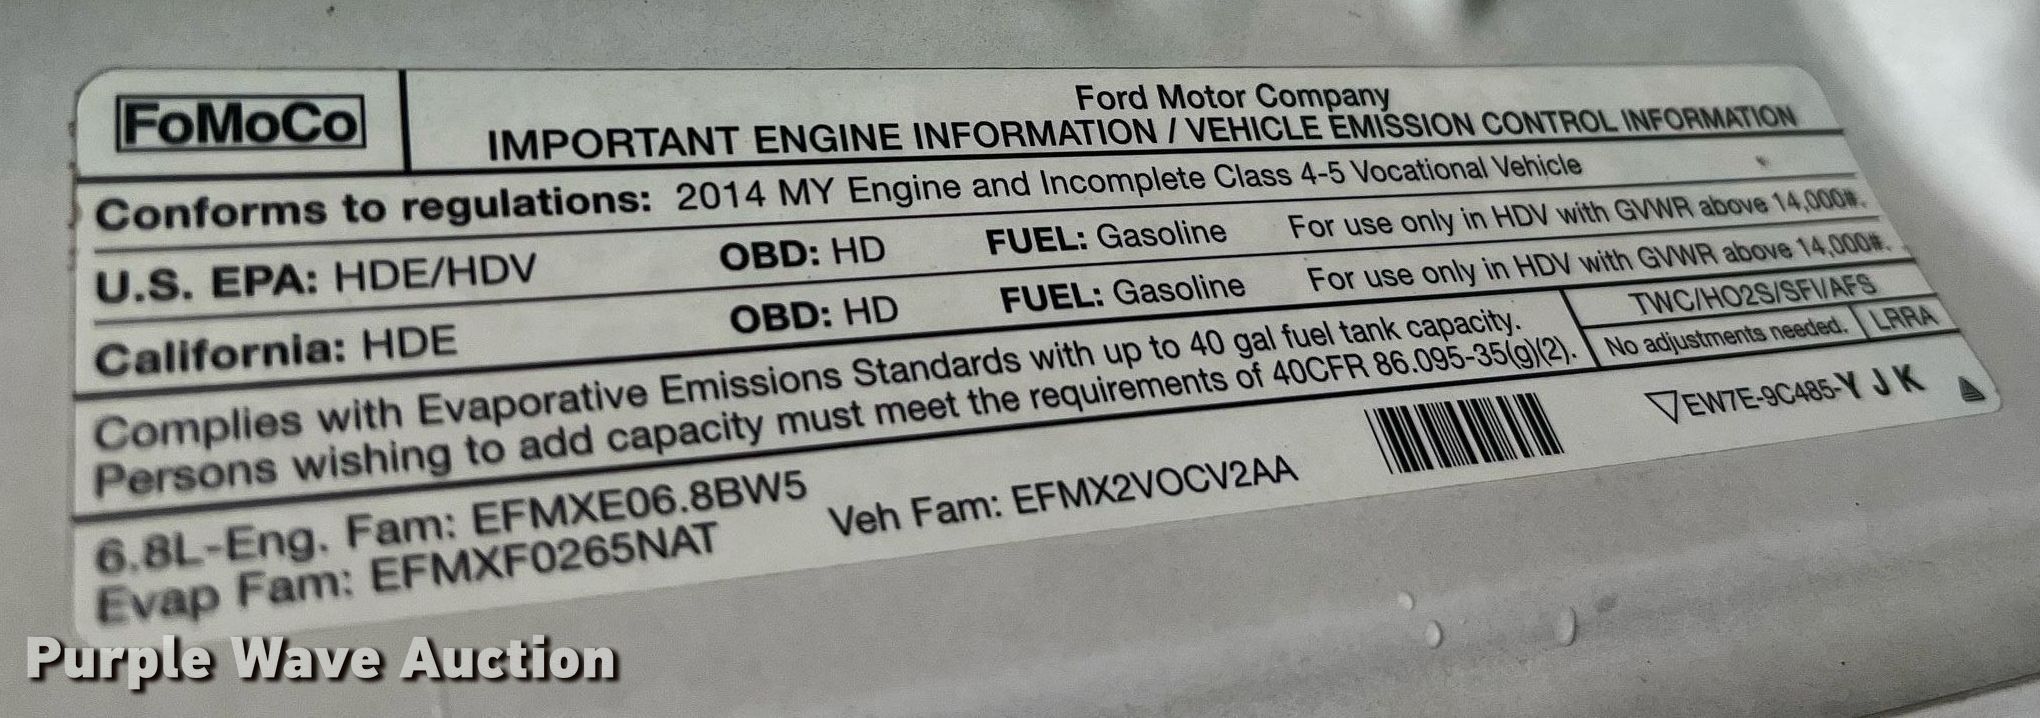 FoMoCo
Ford Motor Company
IMPORTANT ENGINE INFORMATION / VEHICLE EMISSION CONTROL INFORMATION
Conforms to regulations: 2014 MY Engine and Incomplete Class 4-5 Vocational Vehicle
U.S. EPA: HDE/HDV OBD: HD FUEL: Gasoline For use only in HDV with GVWR above 14,000#.
California: HDE OBD: HD FUEL: Gasoline For use only in HDV with GVWR above 14,000#.
Complies with Evaporative Emissions Standards with up to 40 gal fuel tank capacity.
Persons wishing to add capacity must meet the requirements of 40CFR 86.095-35(g)(2).
TWC/HO2S/SFI/AFS
No adjustments needed. LRRA
6.8L-Eng. Fam: EFMXE06.8BW5
Evap Fam: EFMXF0265NAT
Veh Fam: EFMX2VOCV2AA
EW7E-9C485-Y J K
Purple Wave Auction